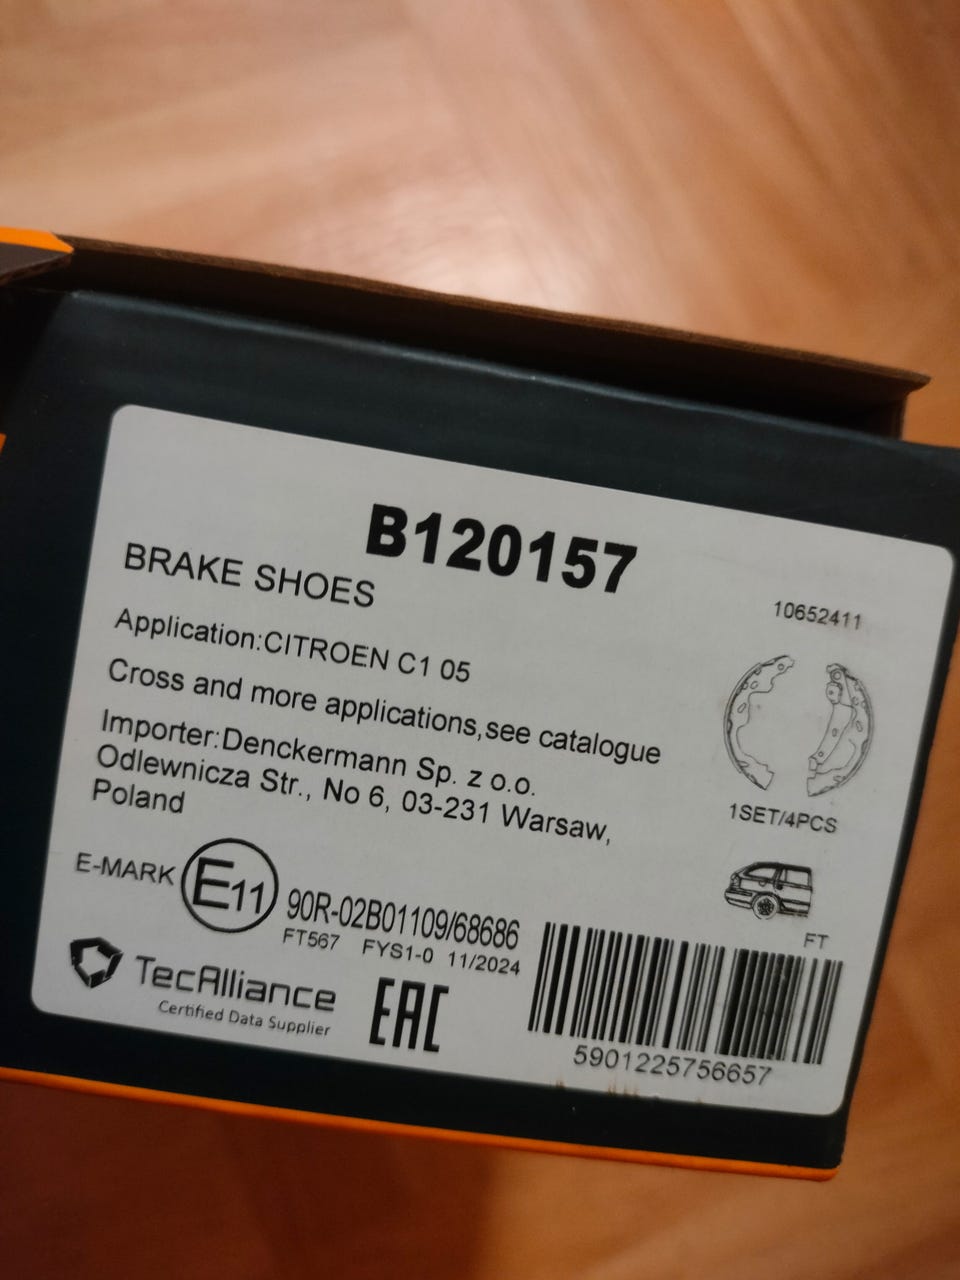 B120157
BRAKE SHOES
10652411
Application:CITROEN C1 05
Cross and more applications,see catalogue
Importer:Denckermann Sp. z o.o.
Odlewnicza Str., No 6, 03-231 Warsaw,
Poland
1SET/4PCS
E-MARK E11 90R-02B01109/68686
FT567 FYS1-0 11/2024
FT
TecAlliance
Certified Data Supplier
EAC
5901225756657